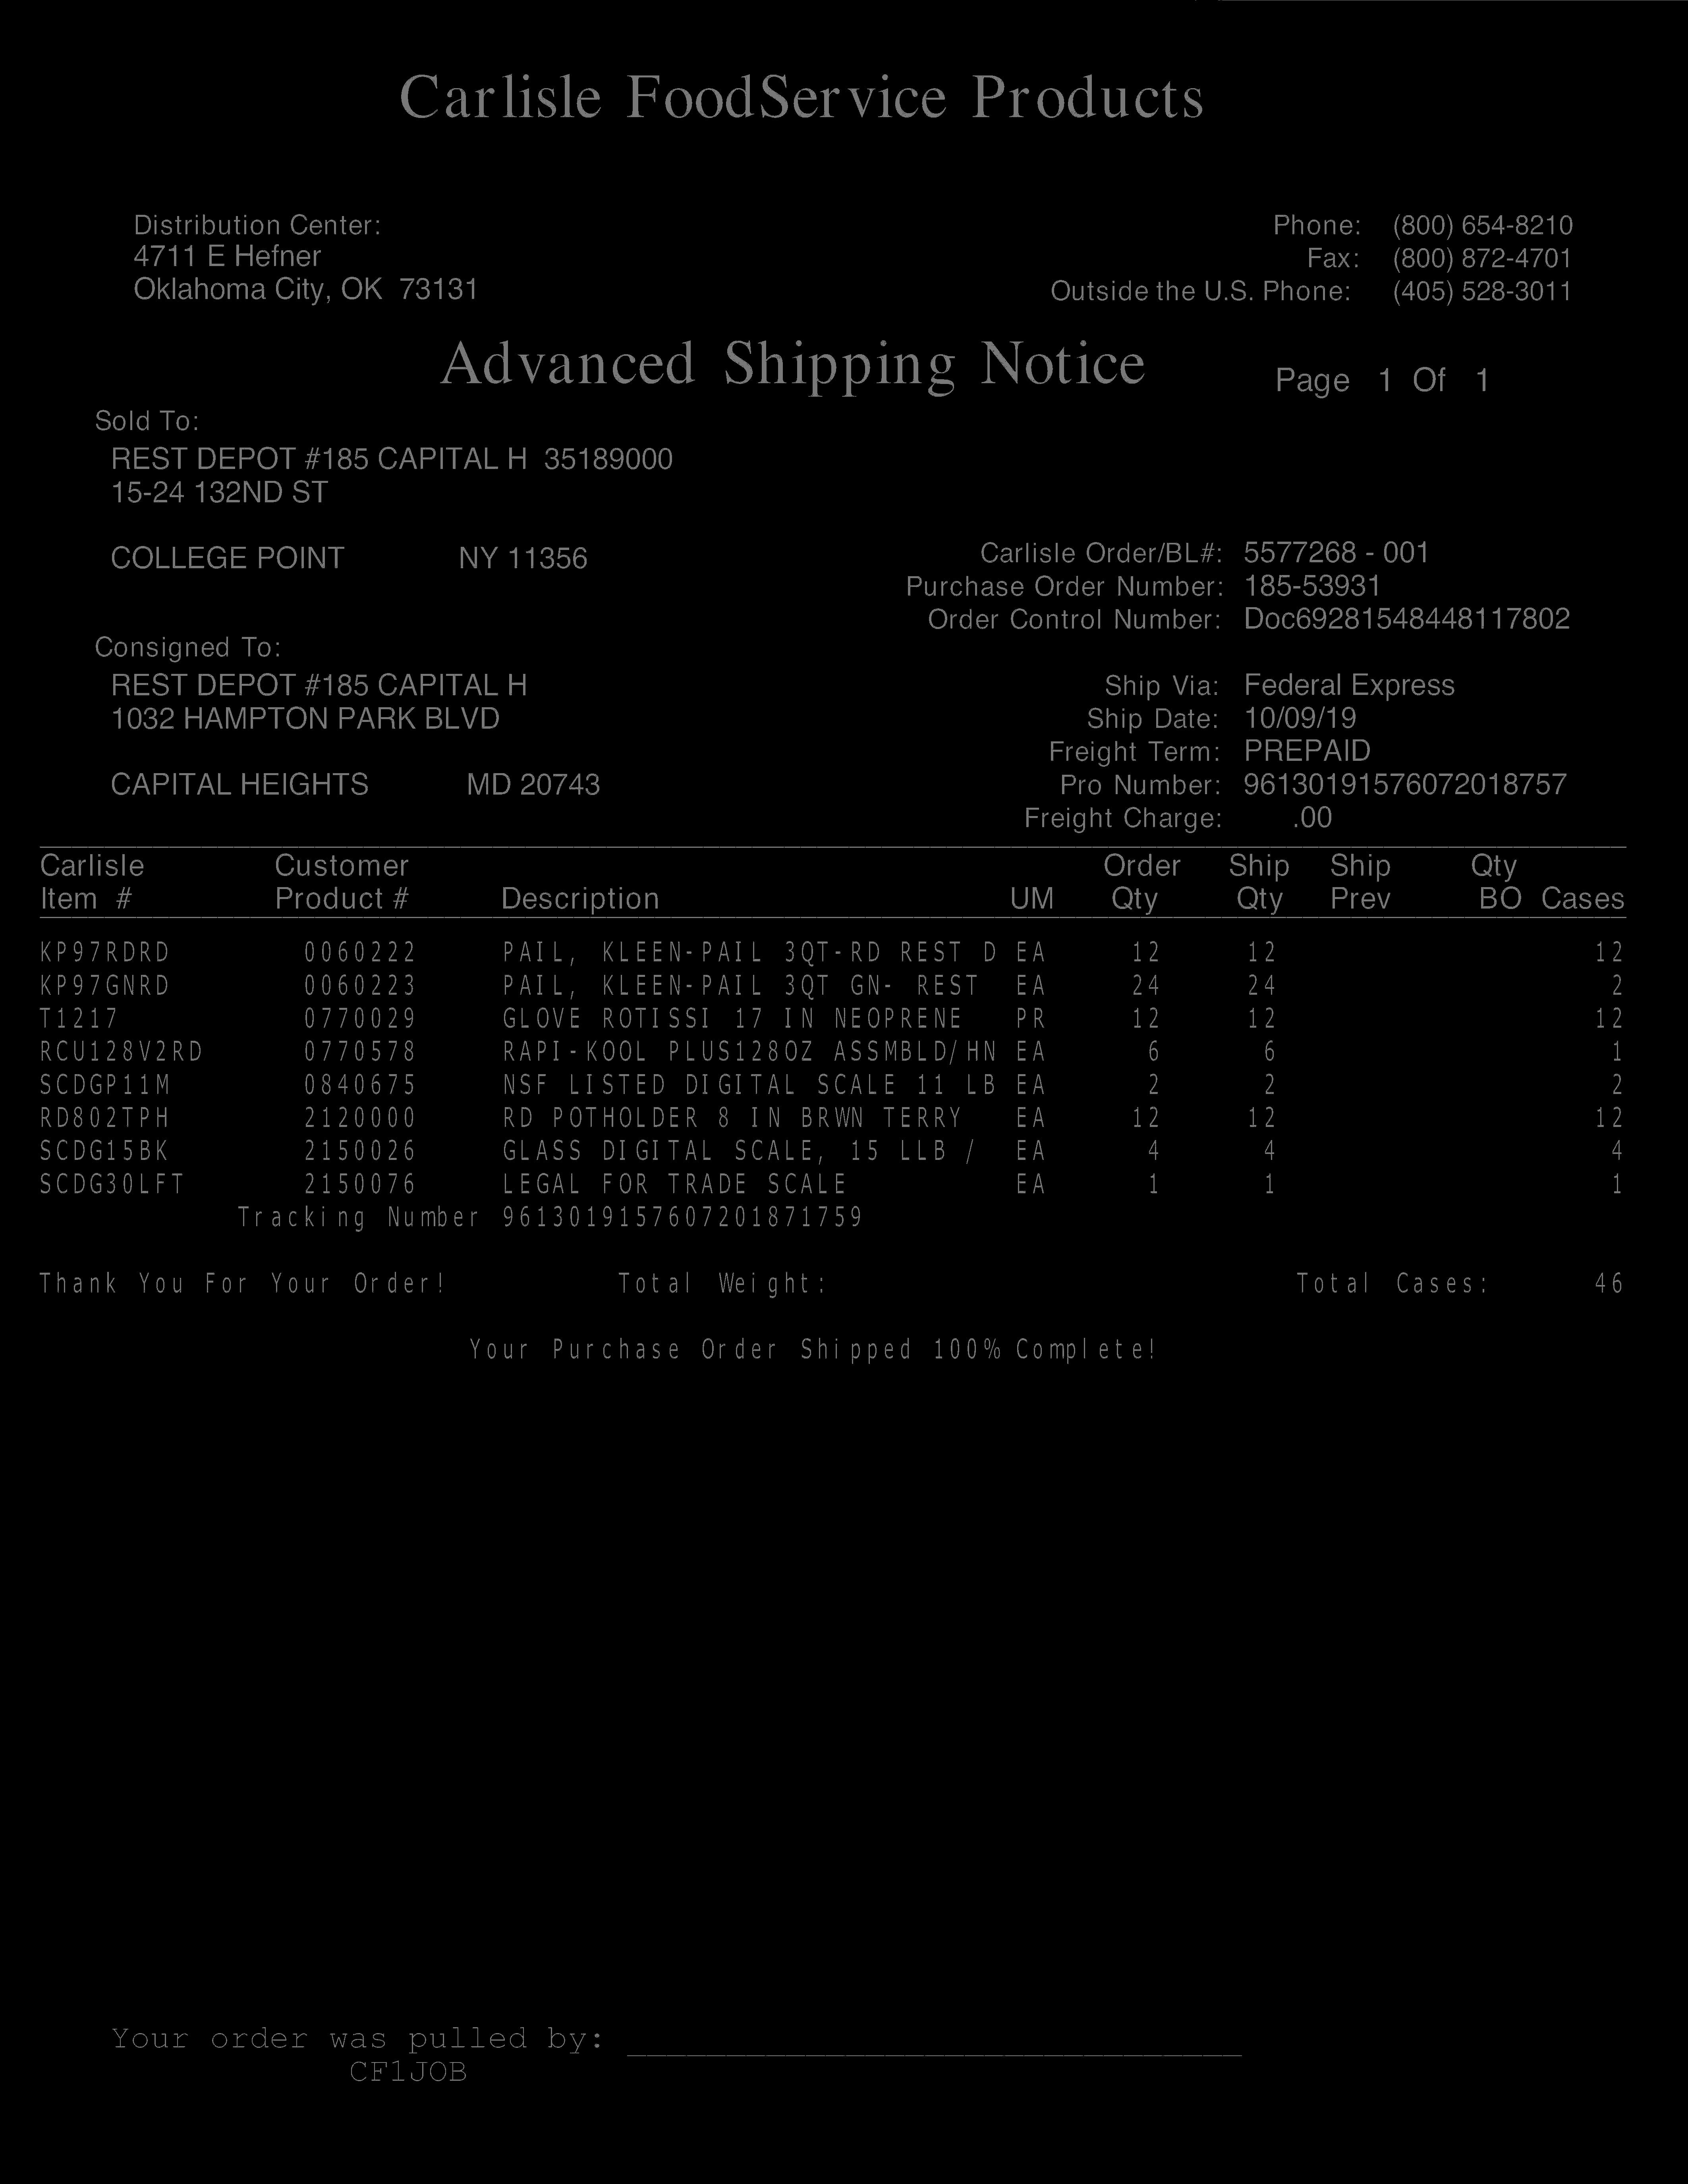 Carlisle FoodService Products
Distribution Center:
4711 E Hefner
Oklahoma City, OK 73131
Phone: (800) 654-8210
Fax: (800) 872-4701
Outside the U.S. Phone: (405) 528-3011
Advanced Shipping Notice Page 1 Of 1
Sold To:
REST DEPOT #185 CAPITAL H 35189000
15-24 132ND ST
COLLEGE POINT NY 11356
Carlisle Order/BL#: 5577268 - 001
Purchase Order Number: 185-53931
Order Control Number: Doc69281548448117802
Consigned To:
REST DEPOT #185 CAPITAL H
1032 HAMPTON PARK BLVD
CAPITAL HEIGHTS MD 20743
Ship Via: Federal Express
Ship Date: 10/09/19
Freight Term: PREPAID
Pro Number: 96130191576072018757
Freight Charge: .00
Carlisle Customer Order Ship Ship Qty
Item # Product # Description UM Qty Qty Prev BO Cases
KP97RDRD 0060222 PAIL, KLEEN-PAIL 3QT-RD REST D EA 12 12 12
KP97GNRD 0060223 PAIL, KLEEN-PAIL 3QT GN- REST EA 24 24 2
T1217 0770029 GLOVE ROTISSI 17 IN NEOPRENE PR 12 12 12
RCU128V2RD 0770578 RAPI-KOOL PLUS128OZ ASSMBLD/HN EA 6 6 1
SCDGP11M 0840675 NSF LISTED DIGITAL SCALE 11 LB EA 2 2 2
RD802TPH 2120000 RD POTHOLDER 8 IN BRWN TERRY EA 12 12 12
SCDG15BK 2150026 GLASS DIGITAL SCALE, 15 LLB / EA 4 4 4
SCDG30LFT 2150076 LEGAL FOR TRADE SCALE EA 1 1 1
Tracking Number 9613019157607201871759
Thank You For Your Order! Total Weight: Total Cases: 46
Your Purchase Order Shipped 100% Complete!
Your order was pulled by:
CF1JOB